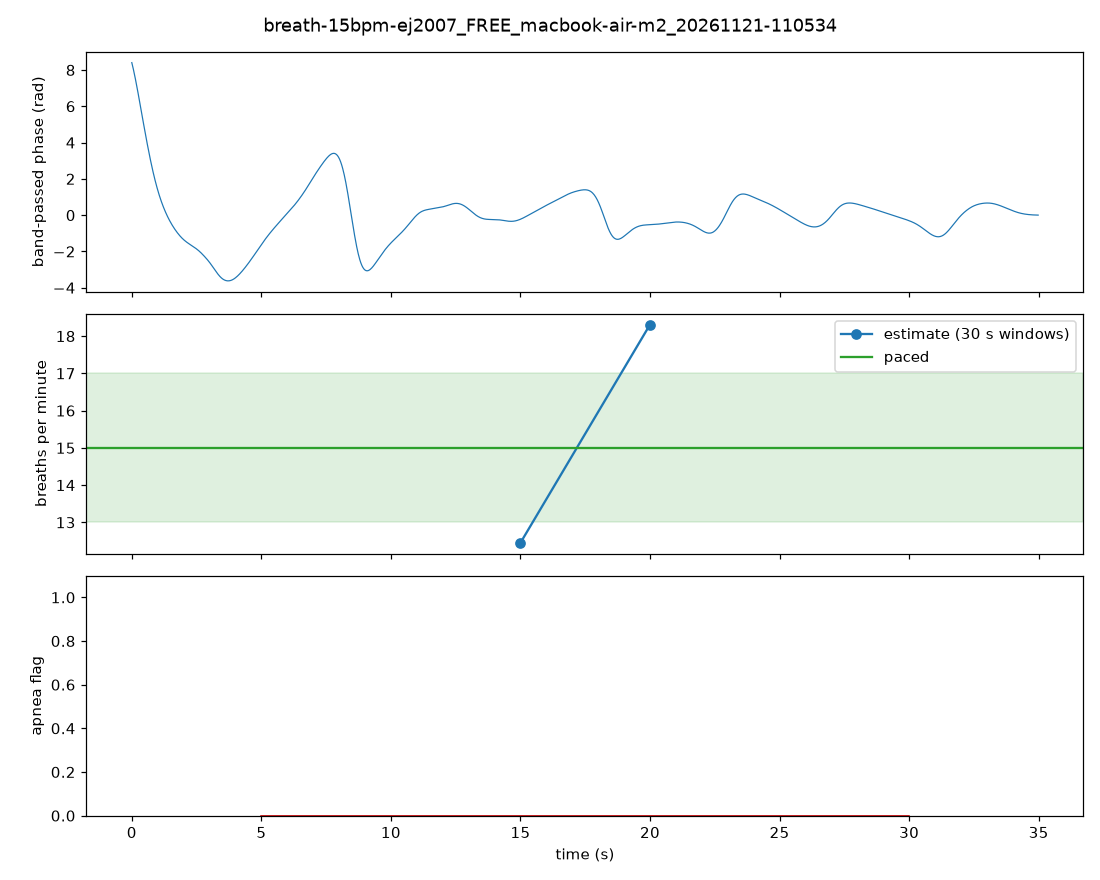 breath-15bpm-ej2007_FREE_macbook-air-m2_20261121-110534
band-passed phase (rad)
8
6
4
2
0
−2
−4
breaths per minute
18
17
16
15
14
13
estimate (30 s windows)
paced
apnea flag
1.0
0.8
0.6
0.4
0.2
0.0
0 5 10 15 20 25 30 35
time (s)